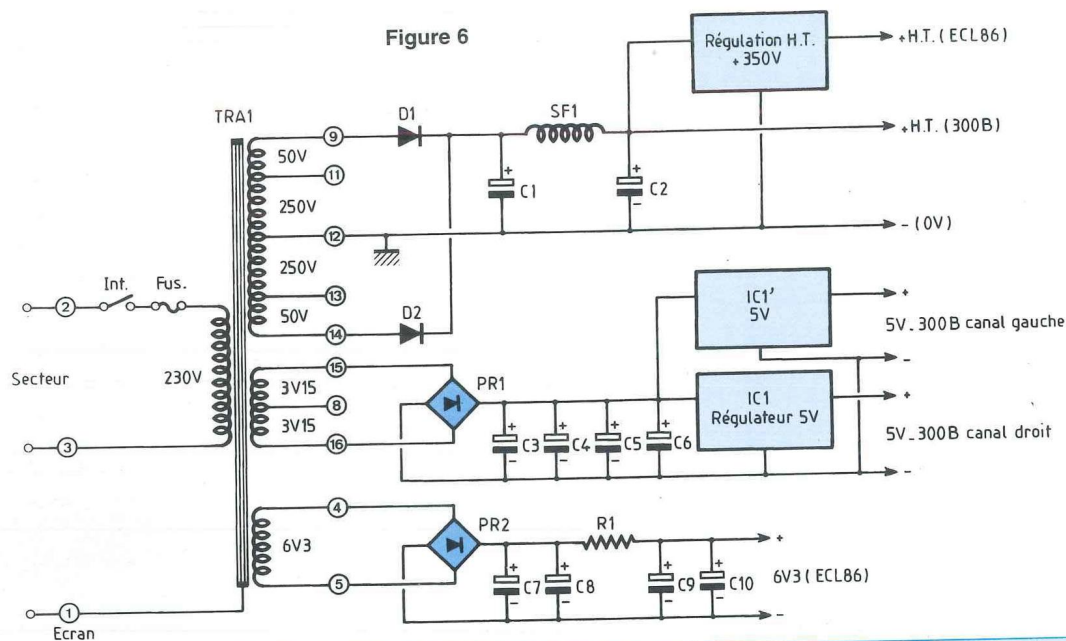 Figure 6
Régulation H.T.
+350V
+H.T. (ECL86)
TRA1
D1
SF1
9
50V
+H.T. (300B)
11
+
C1
+
C2
-
250V
12
- (0V)
250V
Int.
Fus.
2
13
50V
D2
14
IC1'
5V
+
5V_300B canal gauche
-
Secteur
230V
15
3V15
8
3V15
PR1
16
3
+
C3
-
+
C4
-
+
C5
-
+
C6
-
IC1
Régulateur 5V
+
5V_300B canal droit
-
4
6V3
PR2
R1
5
+
C7
-
+
C8
-
+
C9
-
+
C10
-
+
6V3 (ECL86)
-
1
Ecran